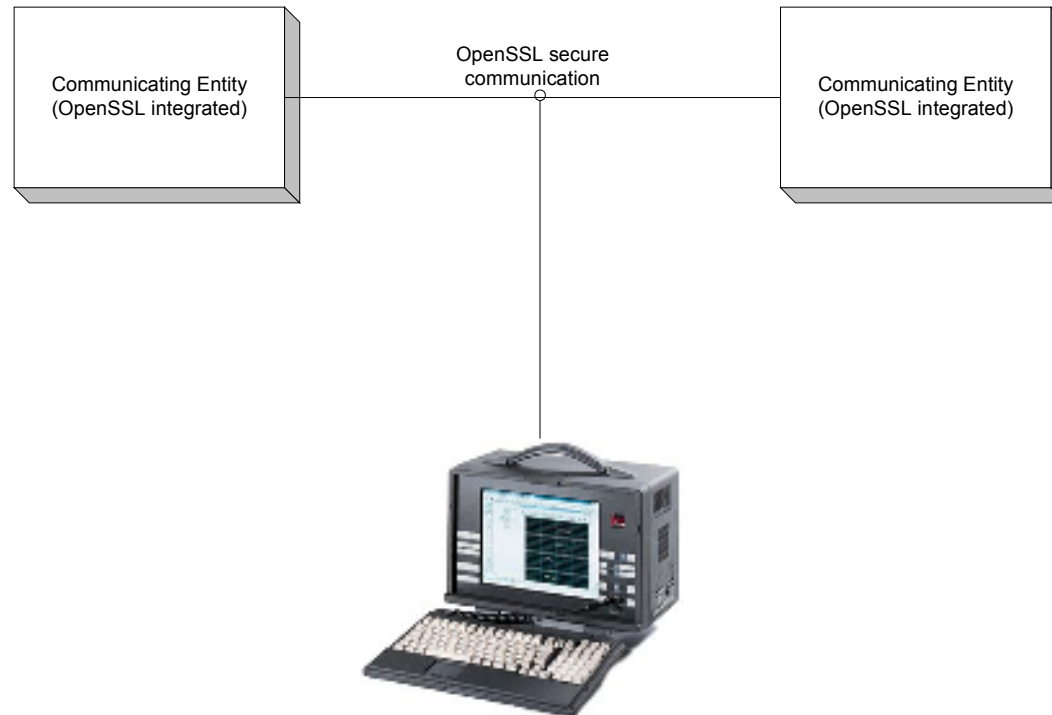 Communicating Entity
(OpenSSL integrated)
OpenSSL secure
communication
Communicating Entity
(OpenSSL integrated)